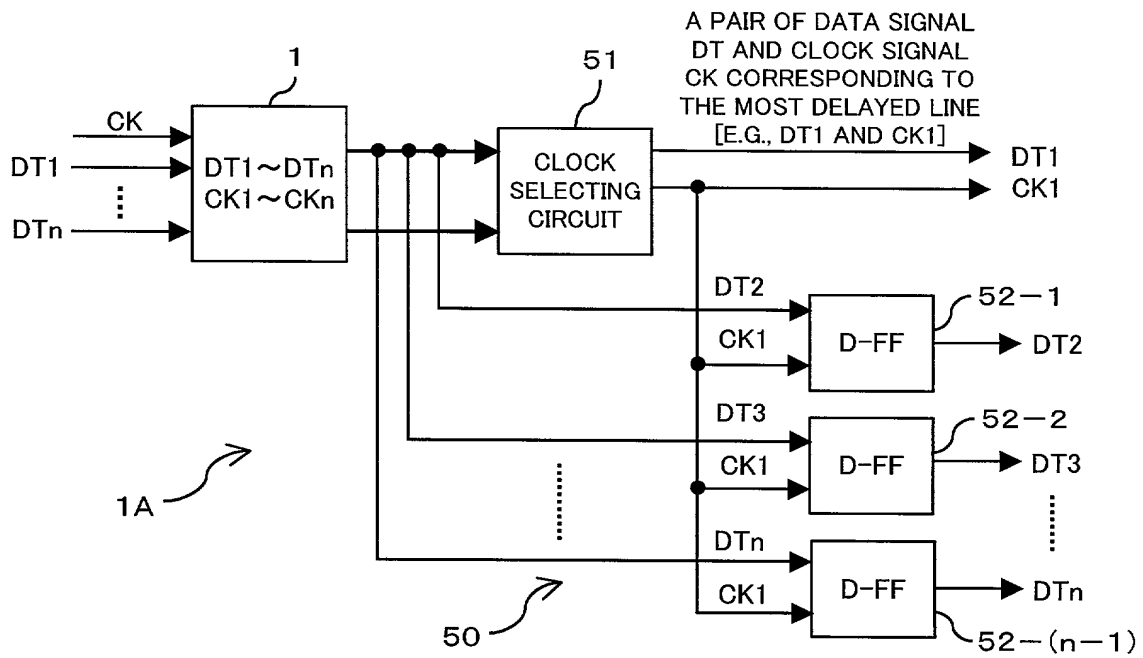 A PAIR OF DATA SIGNAL
DT AND CLOCK SIGNAL
CK CORRESPONDING TO
THE MOST DELAYED LINE
[E.G., DT1 AND CK1]
1
51
CK
DT1
DTn
DT1~DTn
CK1~CKn
CLOCK
SELECTING
CIRCUIT
DT1
CK1
DT2
CK1
D-FF
52-1
DT2
DT3
CK1
D-FF
52-2
DT3
1A
DTn
CK1
D-FF
DTn
50
52-(n-1)